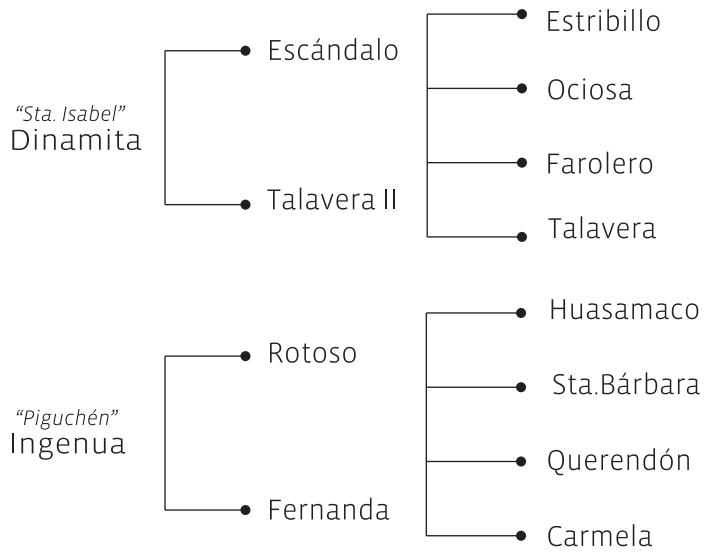 Estribillo
Escándalo
Ociosa
“Sta. Isabel”
Dinamita
Farolero
Talavera II
Talavera
Huasamaco
Rotoso
Sta.Bárbara
“Piguchén”
Ingenua
Querendón
Fernanda
Carmela